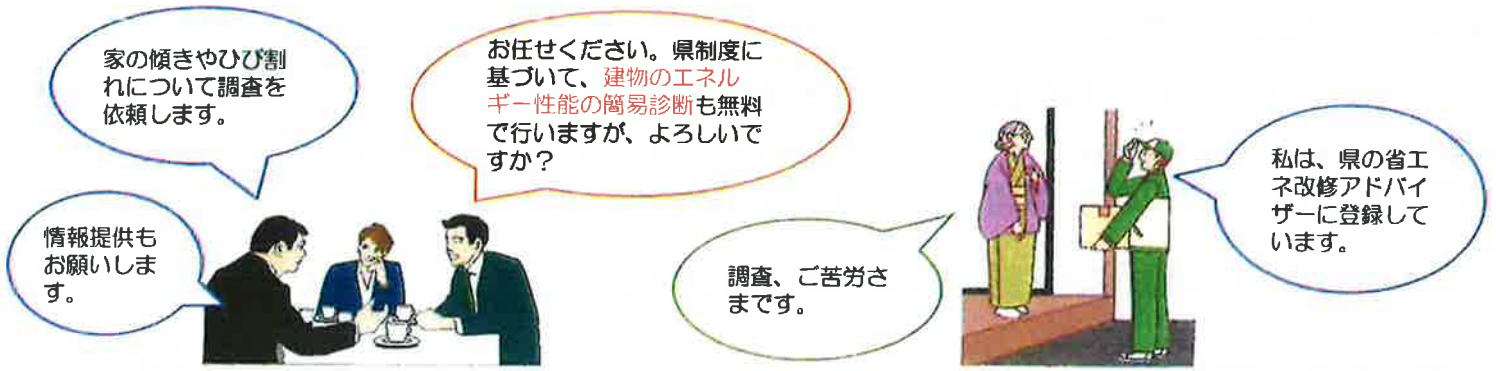 家の傾きやひび割
れについて調査を
依頼します。
お任せください。県制度に
基づいて、建物のエネル
ギー性能の簡易診断も無料
で行いますが、よろしいで
すか?
情報提供も
お願いしま
す。
調査、ご苦労さ
までです。
私は、県の省エ
ネ改修アドバイ
ザーに登録して
います。